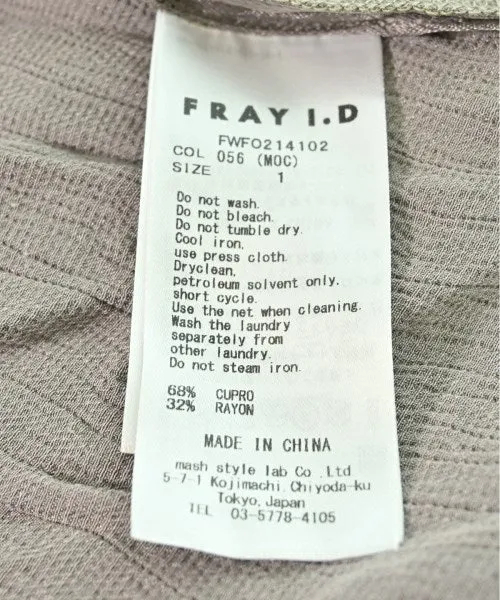 FRAY I.D
FWFO214102
COL 056 (MOC)
SIZE 1
Do not wash.
Do not bleach.
Do not tumble dry.
Cool iron.
use press cloth.
Dryclean.
petroleum solvent only.
short cycle.
Use the net when cleaning.
Wash the laundry
separately from
other laundry.
Do not steam iron.
68% CUPRO
32% RAYON
MADE IN CHINA
mash style lab Co .Ltd
5-7-1 Kojimachi, Chiyoda-ku
Tokyo, Japan
TEL 03-5778-4105